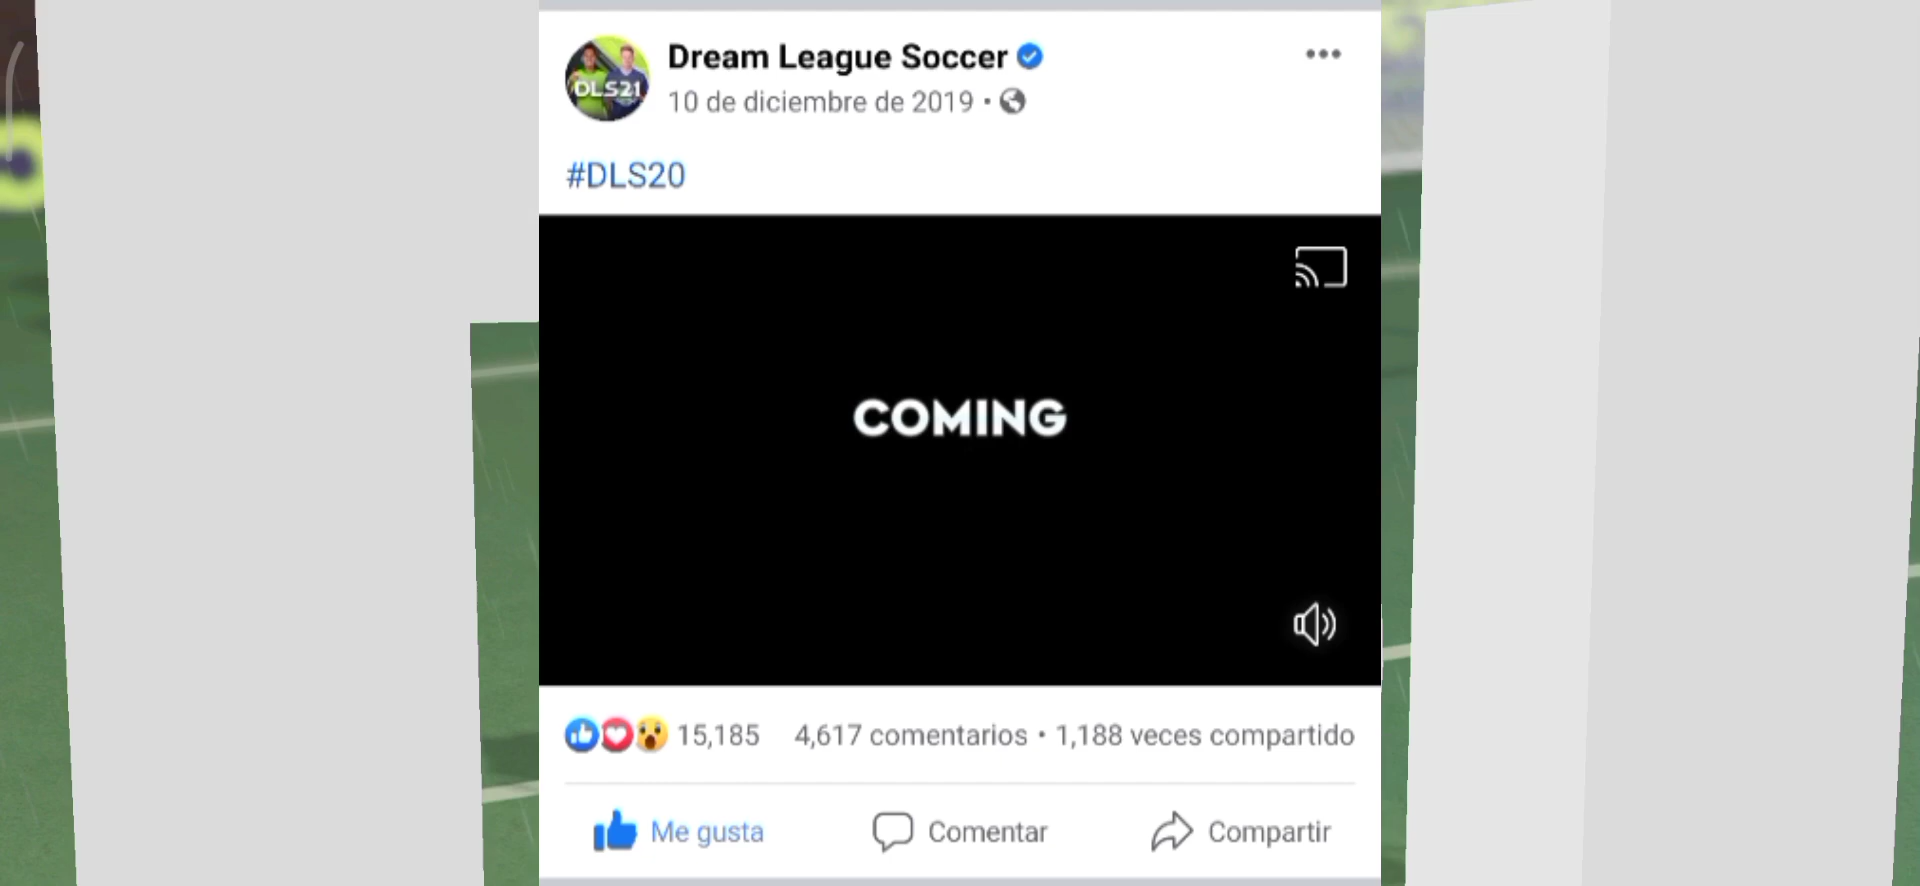 Dream League Soccer
DLS21
10 de diciembre de 2019 •
#DLS20
COMING
15,185 4,617 comentarios • 1,188 veces compartido
Me gusta Comentar Compartir